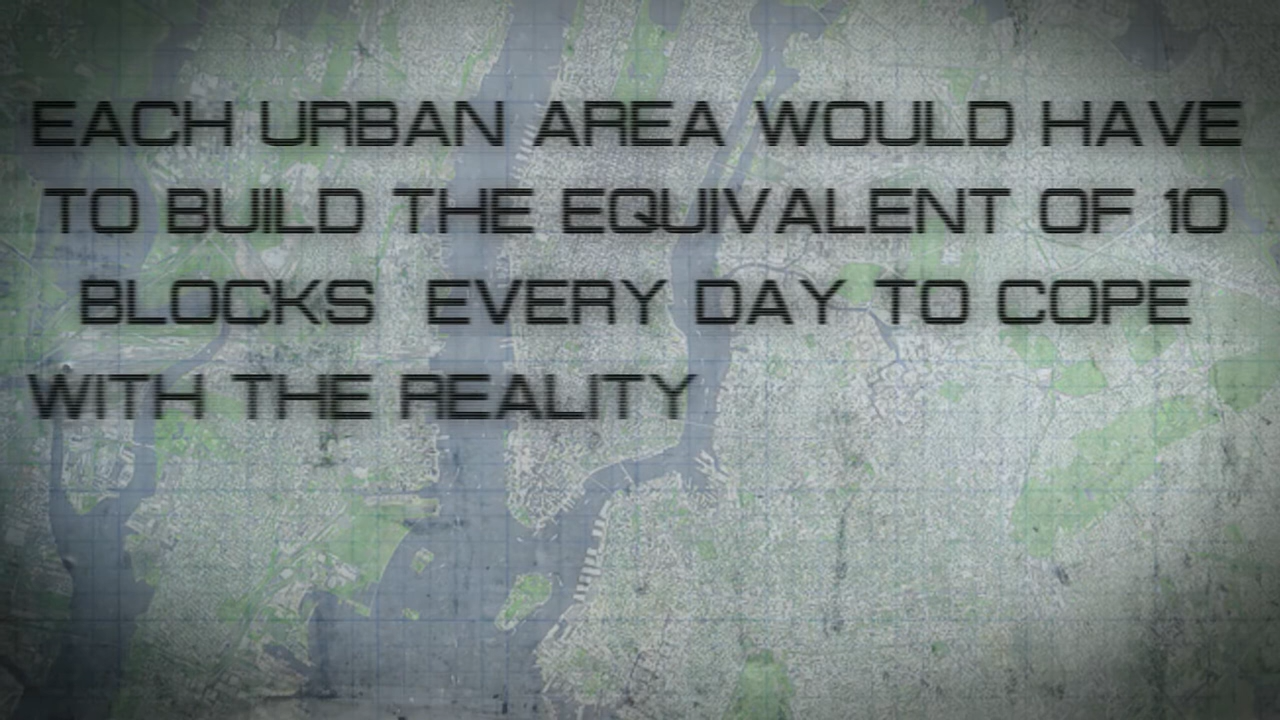 EACH URBAN AREA WOULD HAVE
TO BUILD THE EQUIVALENT OF 10
BLOCKS EVERY DAY TO COPE
WITH THE REALITY